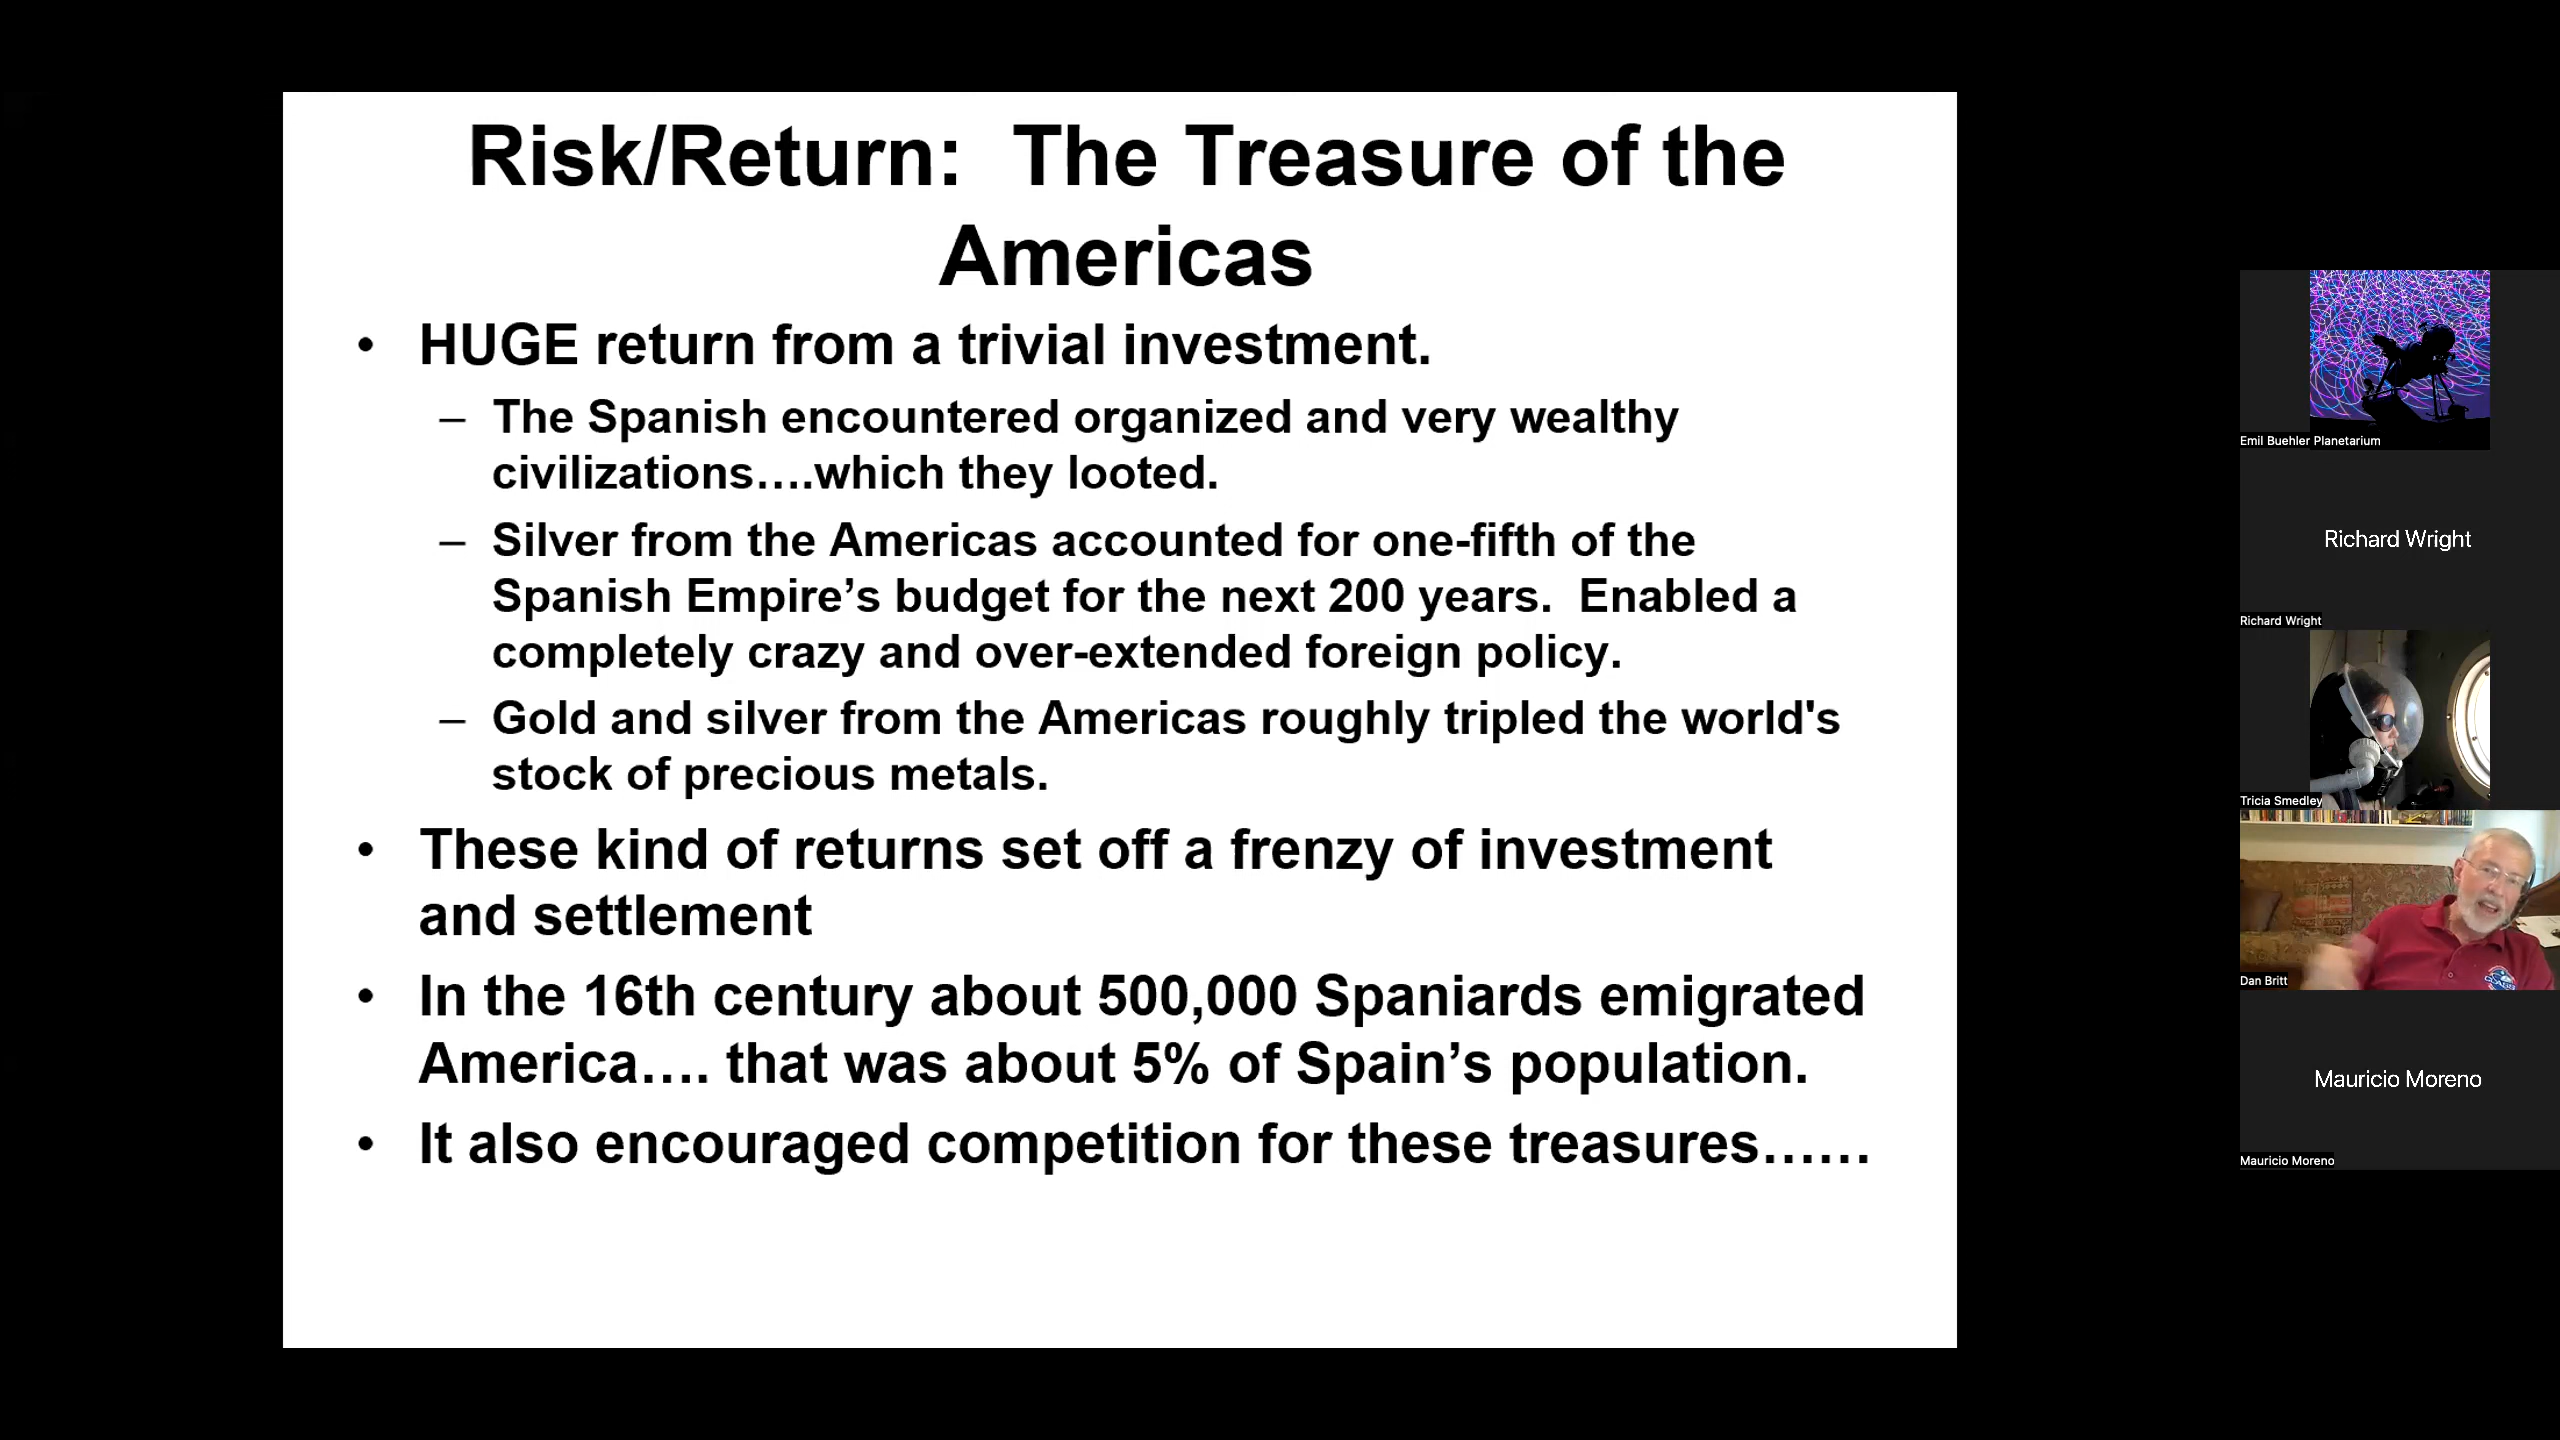 Risk/Return:  The Treasure of the
Americas
• HUGE return from a trivial investment.
– The Spanish encountered organized and very wealthy
civilizations….which they looted.
– Silver from the Americas accounted for one-fifth of the
Spanish Empire’s budget for the next 200 years.  Enabled a
completely crazy and over-extended foreign policy.
– Gold and silver from the Americas roughly tripled the world's
stock of precious metals.
• These kind of returns set off a frenzy of investment
and settlement
• In the 16th century about 500,000 Spaniards emigrated
America…. that was about 5% of Spain’s population.
• It also encouraged competition for these treasures……
Emil Buehler Planetarium
Richard Wright
Richard Wright
Tricia Smedley
Dan Britt
Mauricio Moreno
Mauricio Moreno